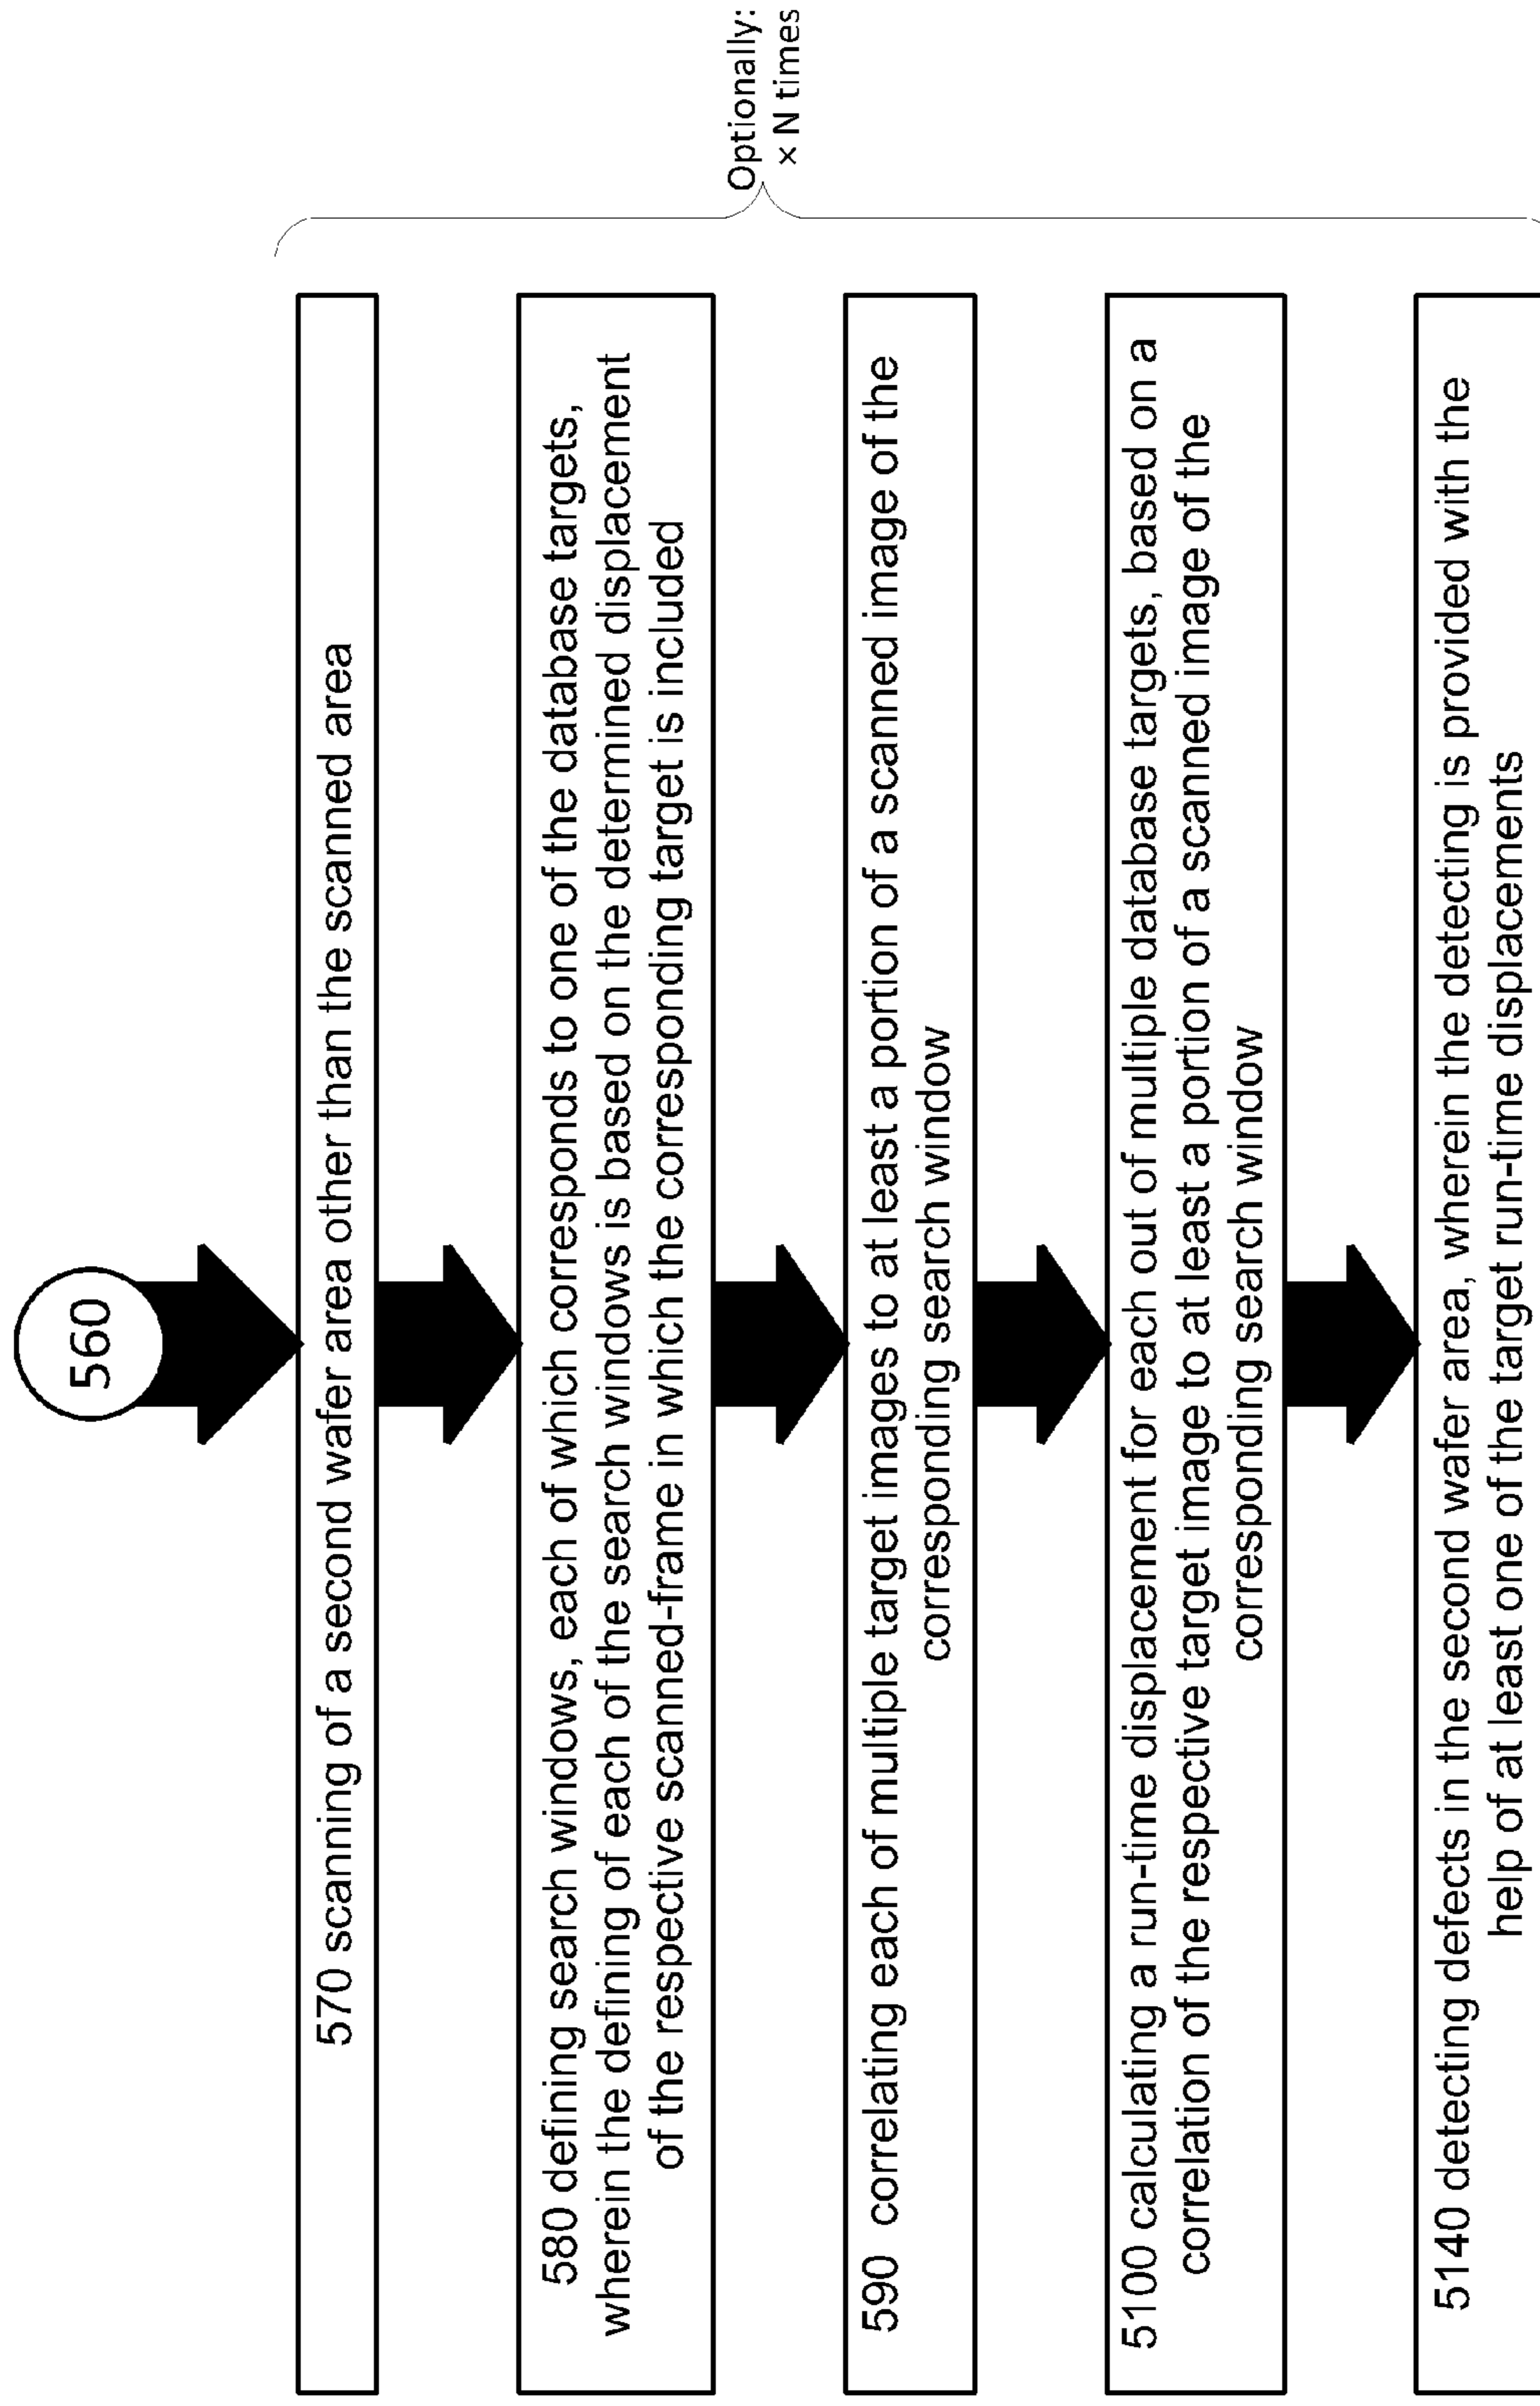 560
570 scanning of a second wafer area other than the scanned area
580 defining search windows, each of which corresponds to one of the database targets,
wherein the defining of each of the search windows is based on the determined displacement
of the respective scanned-frame in which the corresponding target is included
590 correlating each of multiple target images to at least a portion of a scanned image of the
corresponding search window
5100 calculating a run-time displacement for each out of multiple database targets, based on a
correlation of the respective target image to at least a portion of a scanned image of the
corresponding search window
5140 detecting defects in the second wafer area, wherein the detecting is provided with the
help of at least one of the target run-time displacements
Optionally:
× N times